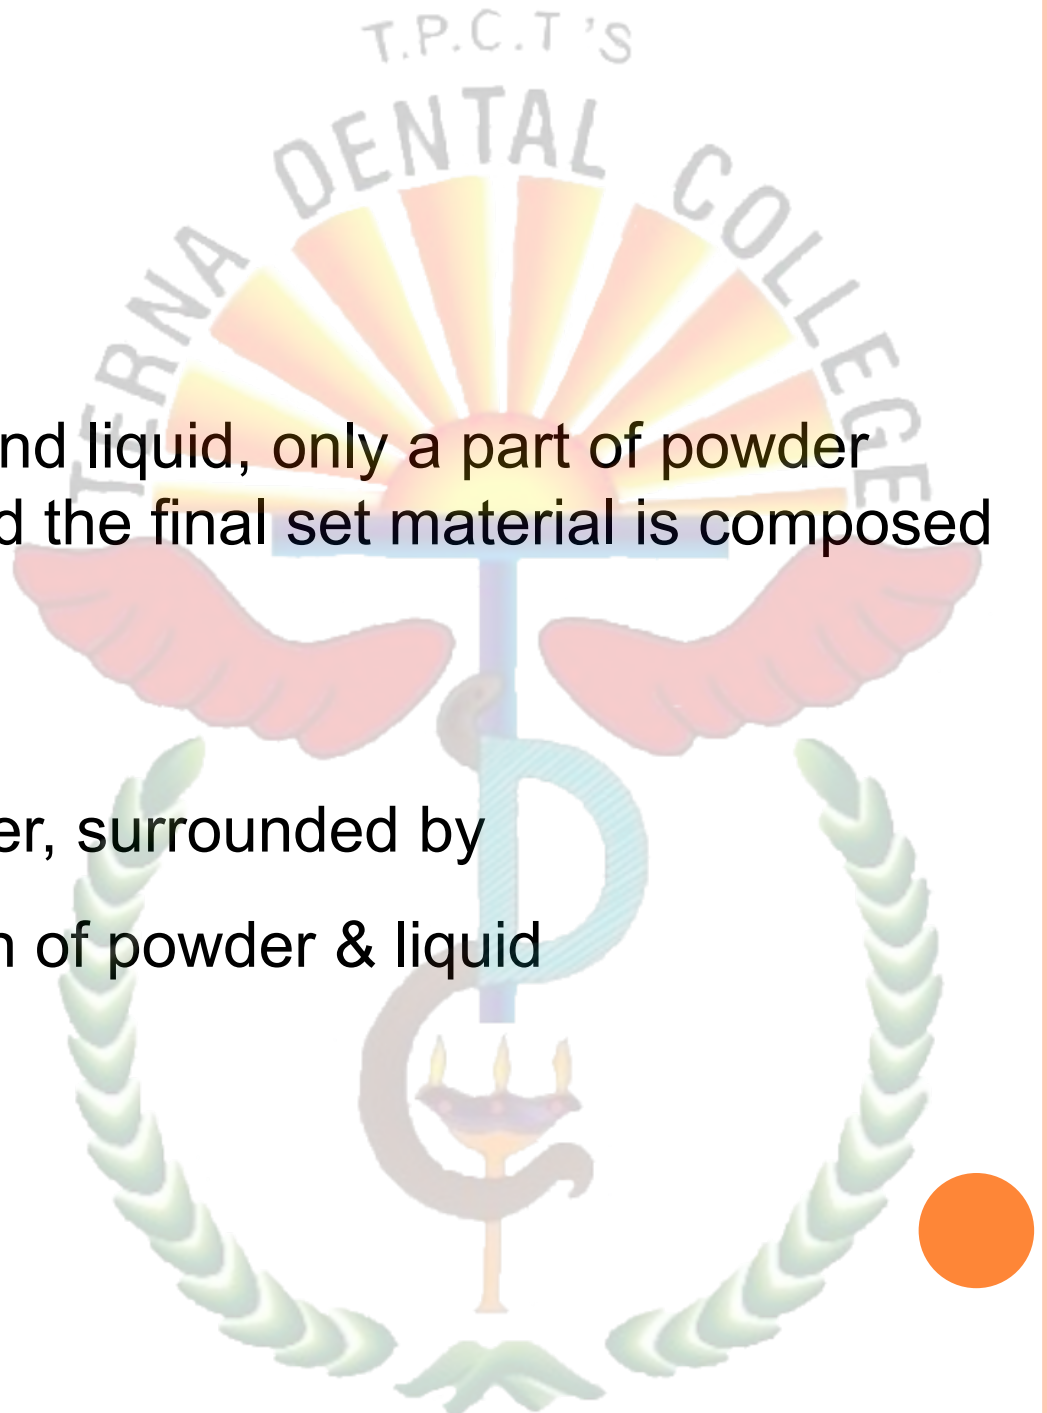 T.P.C.T'S
TERNA DENTAL COLLEGE
nd liquid, only a part of powder
d the final set material is composed
er, surrounded by
n of powder & liquid